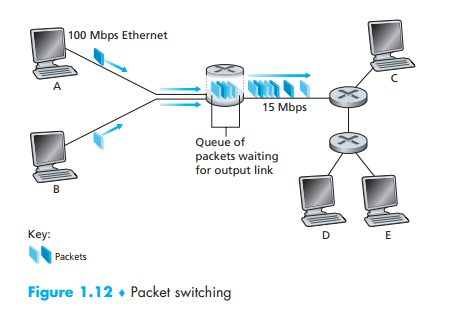 100 Mbps Ethernet
A
C
15 Mbps
Queue of
packets waiting
for output link
B
D
E
Key:
Packets
Figure 1.12 ♦ Packet switching